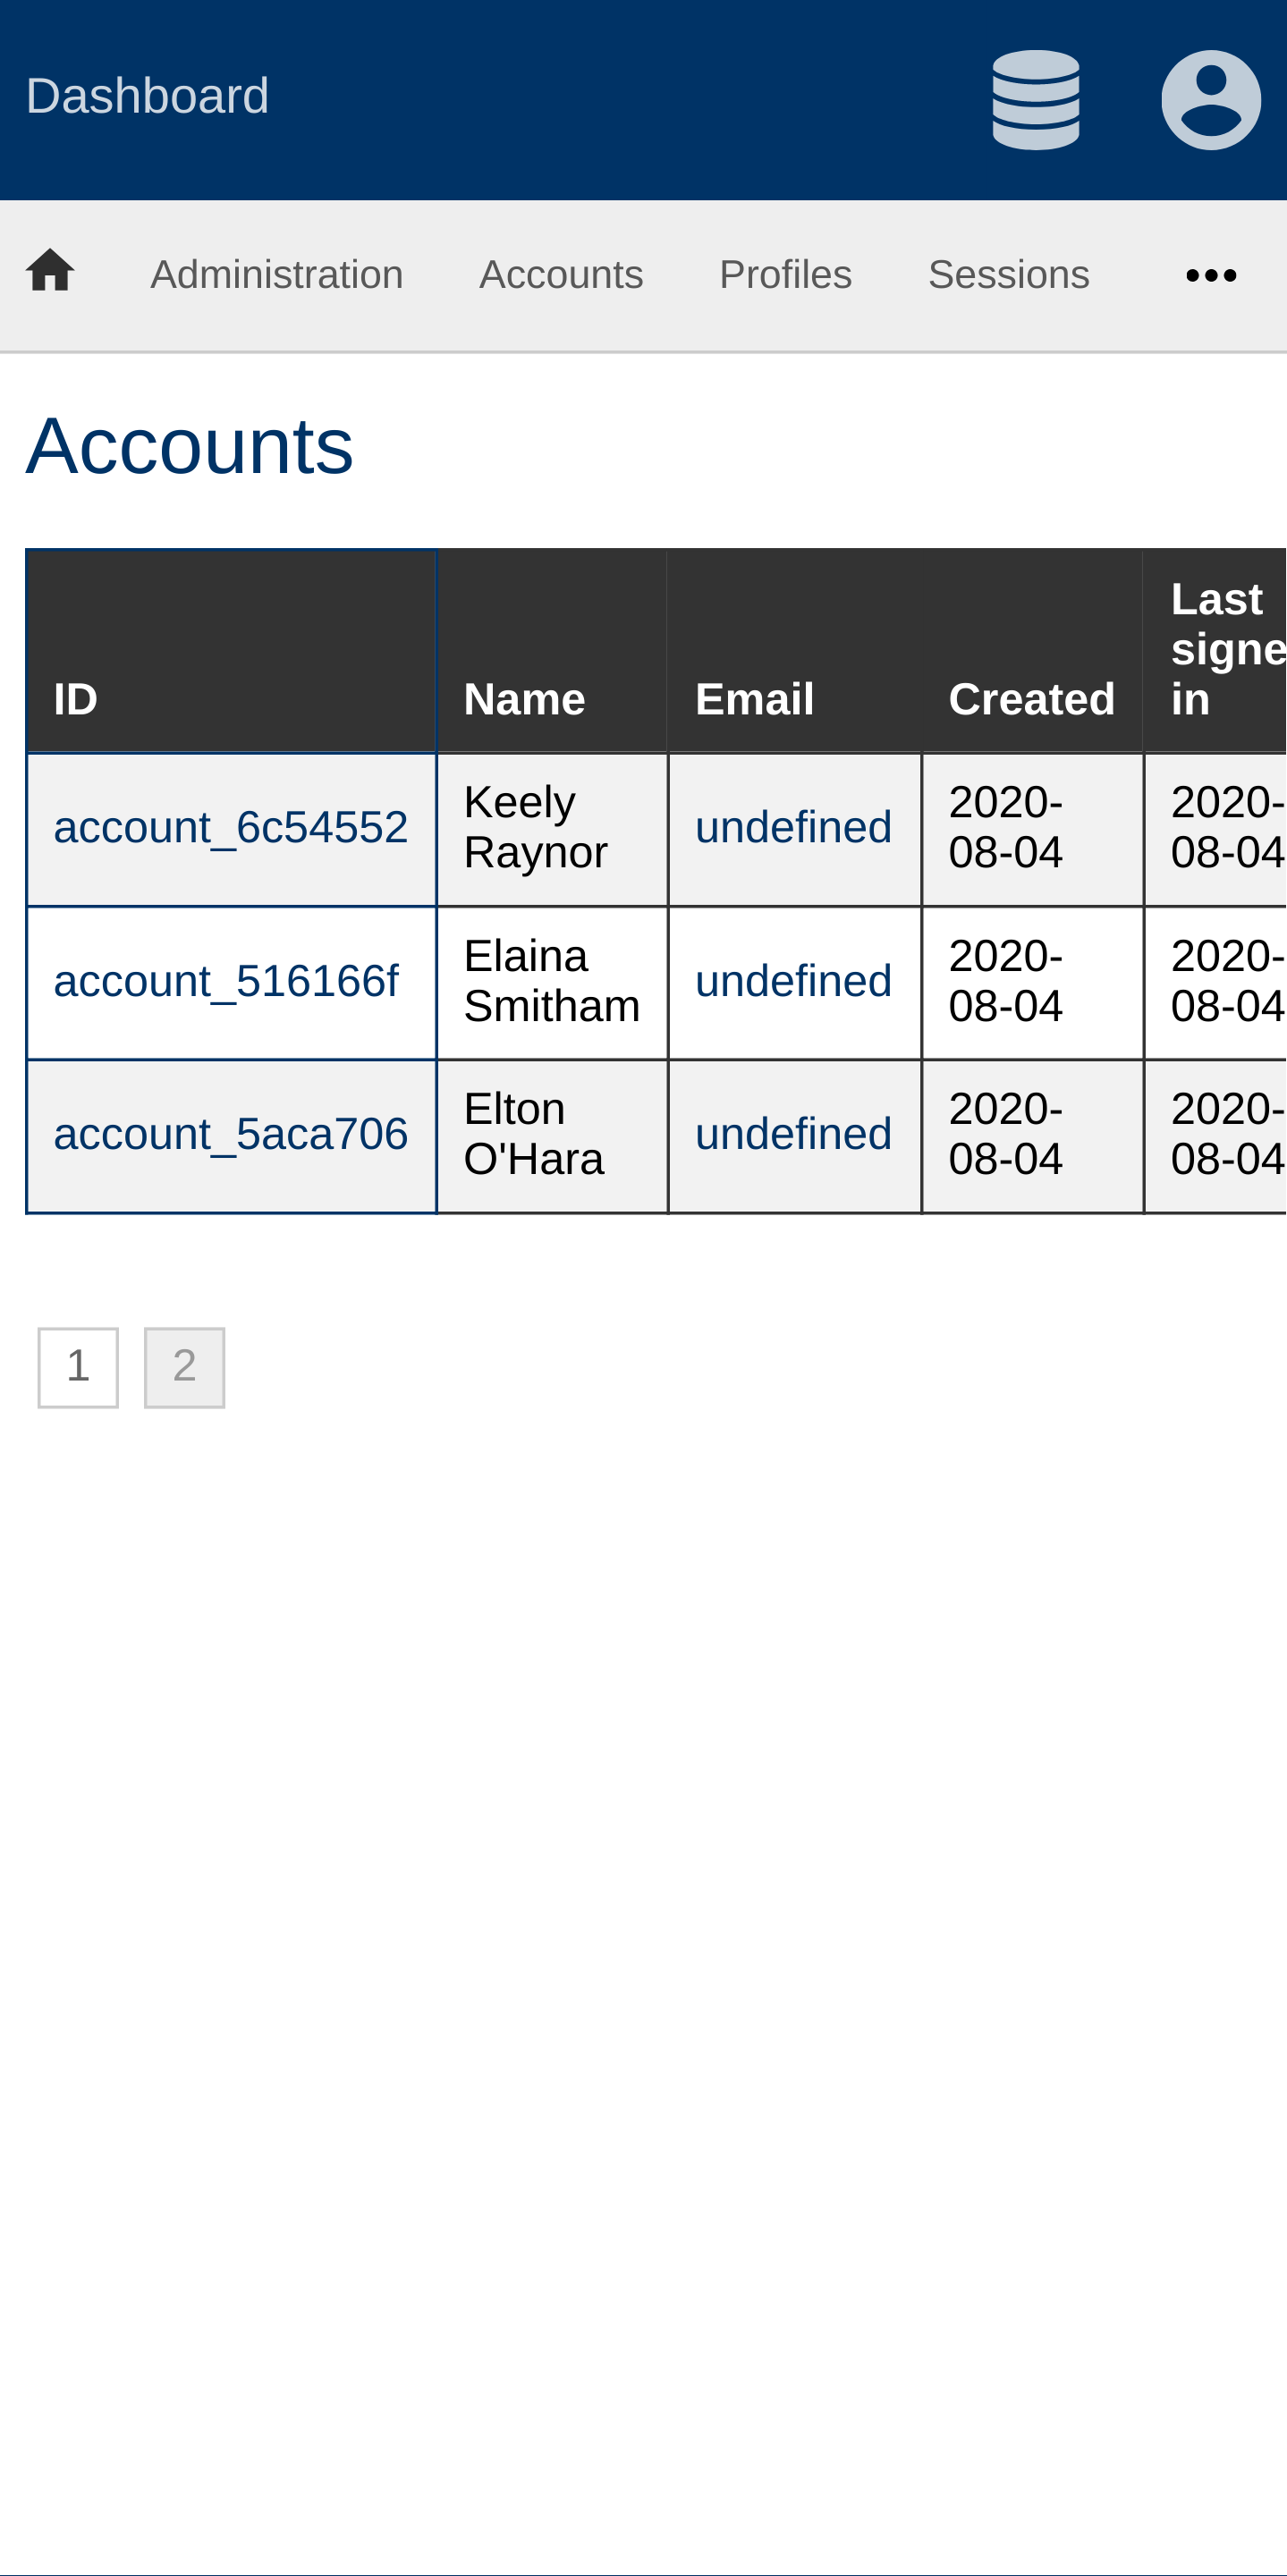 Dashboard
Administration Accounts Profiles Sessions
Accounts
ID Name Email Created Last signe in
account_6c54552 Keely Raynor undefined 2020-08-04 2020-08-04
account_516166f Elaina Smitham undefined 2020-08-04 2020-08-04
account_5aca706 Elton O'Hara undefined 2020-08-04 2020-08-04
1 2